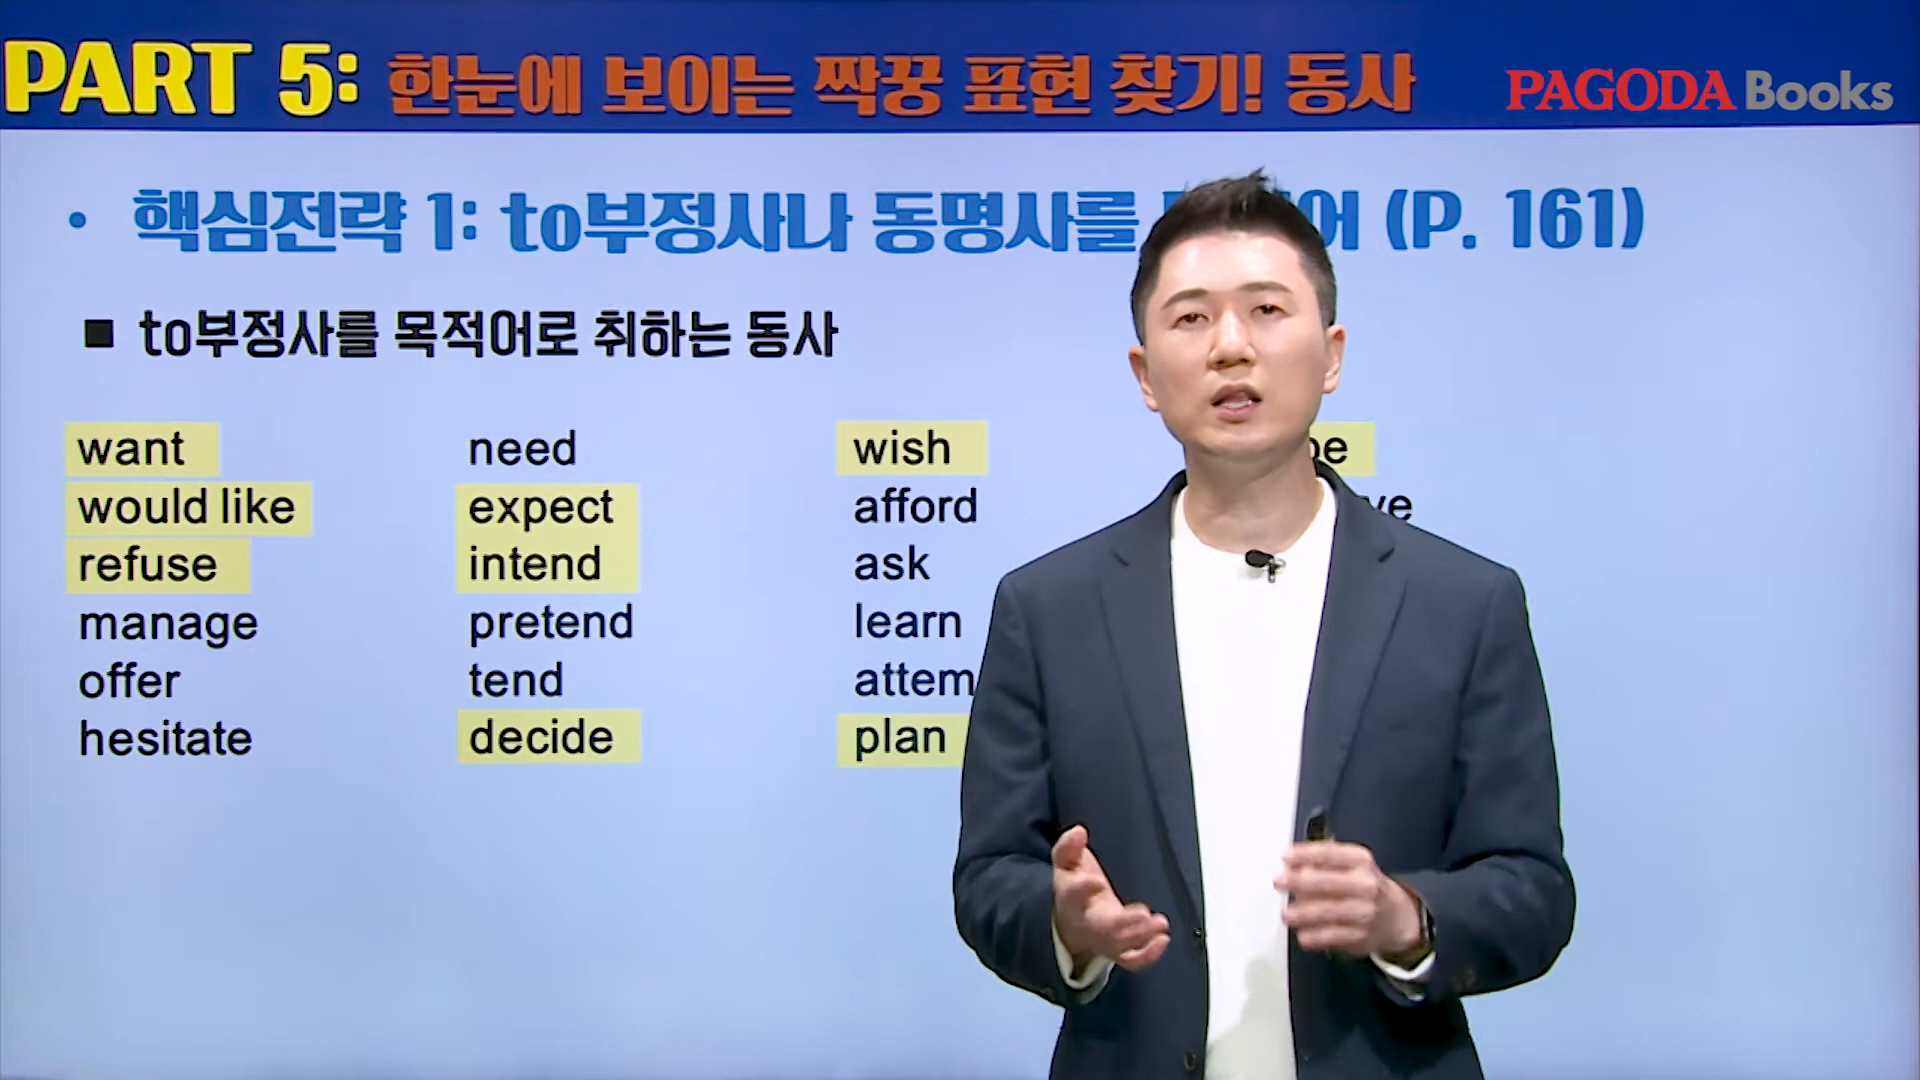 PART 5: 한눈에 보이는 짝꿍 표현 찾기! 동사
PAGODA Books
• 핵심전략 1: to부정사나 동명사를 (P. 161)
■ to부정사를 목적어로 취하는 동사
want need wish
would like expect afford
refuse intend ask
manage pretend learn
offer tend
hesitate decide plan